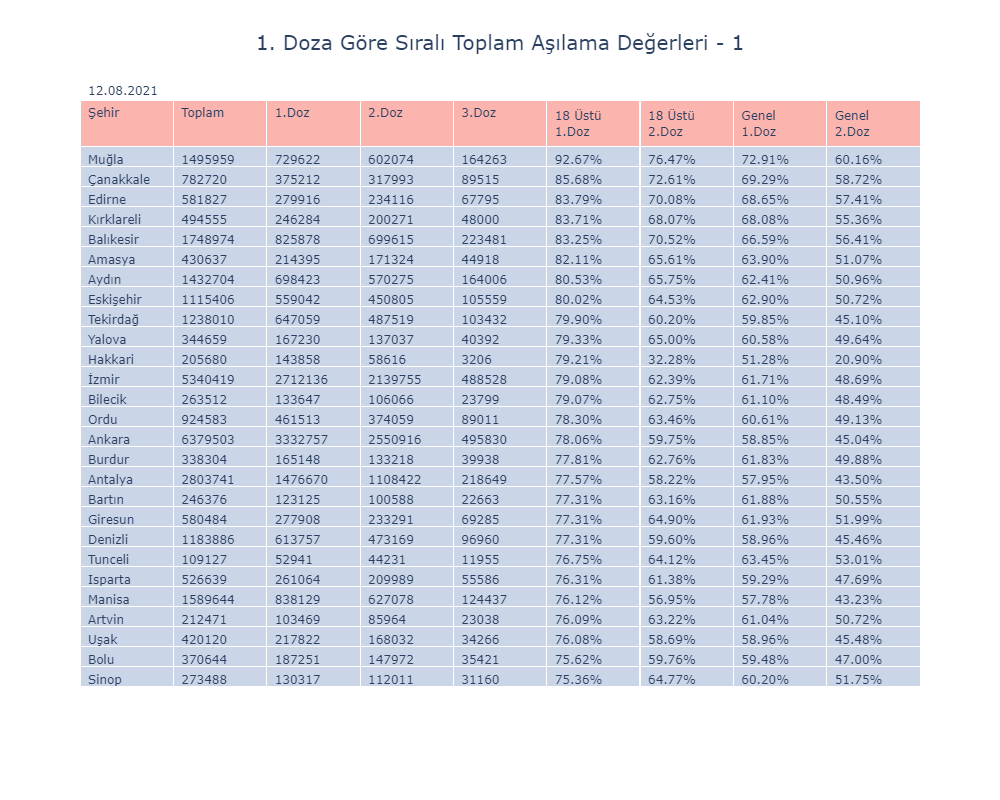 1. Doza Göre Sıralı Toplam Aşılama Değerleri - 1
12.08.2021
Şehir Toplam 1.Doz 2.Doz 3.Doz 18 Üstü 1.Doz 18 Üstü 2.Doz Genel 1.Doz Genel 2.Doz
Muğla 1495959 729622 602074 164263 92.67% 76.47% 72.91% 60.16%
Çanakkale 782720 375212 317993 89515 85.68% 72.61% 69.29% 58.72%
Edirne 581827 279916 234116 67795 83.79% 70.08% 68.65% 57.41%
Kırklareli 494555 246284 200271 48000 83.71% 68.07% 68.08% 55.36%
Balıkesir 1748974 825878 699615 223481 83.25% 70.52% 66.59% 56.41%
Amasya 430637 214395 171324 44918 82.11% 65.61% 63.90% 51.07%
Aydın 1432704 698423 570275 164006 80.53% 65.75% 62.41% 50.96%
Eskişehir 1115406 559042 450805 105559 80.02% 64.53% 62.90% 50.72%
Tekirdağ 1238010 647059 487519 103432 79.90% 60.20% 59.85% 45.10%
Yalova 344659 167230 137037 40392 79.33% 65.00% 60.58% 49.64%
Hakkari 205680 143858 58616 3206 79.21% 32.28% 51.28% 20.90%
İzmir 5340419 2712136 2139755 488528 79.08% 62.39% 61.71% 48.69%
Bilecik 263512 133647 106066 23799 79.07% 62.75% 61.10% 48.49%
Ordu 924583 461513 374059 89011 78.30% 63.46% 60.61% 49.13%
Ankara 6379503 3332757 2550916 495830 78.06% 59.75% 58.85% 45.04%
Burdur 338304 165148 133218 39938 77.81% 62.76% 61.83% 49.88%
Antalya 2803741 1476670 1108422 218649 77.57% 58.22% 57.95% 43.50%
Bartın 246376 123125 100588 22663 77.31% 63.16% 61.88% 50.55%
Giresun 580484 277908 233291 69285 77.31% 64.90% 61.93% 51.99%
Denizli 1183886 613757 473169 96960 77.31% 59.60% 58.96% 45.46%
Tunceli 109127 52941 44231 11955 76.75% 64.12% 63.45% 53.01%
Isparta 526639 261064 209989 55586 76.31% 61.38% 59.29% 47.69%
Manisa 1589644 838129 627078 124437 76.12% 56.95% 57.78% 43.23%
Artvin 212471 103469 85964 23038 76.09% 63.22% 61.04% 50.72%
Uşak 420120 217822 168032 34266 76.08% 58.69% 58.96% 45.48%
Bolu 370644 187251 147972 35421 75.62% 59.76% 59.48% 47.00%
Sinop 273488 130317 112011 31160 75.36% 64.77% 60.20% 51.75%